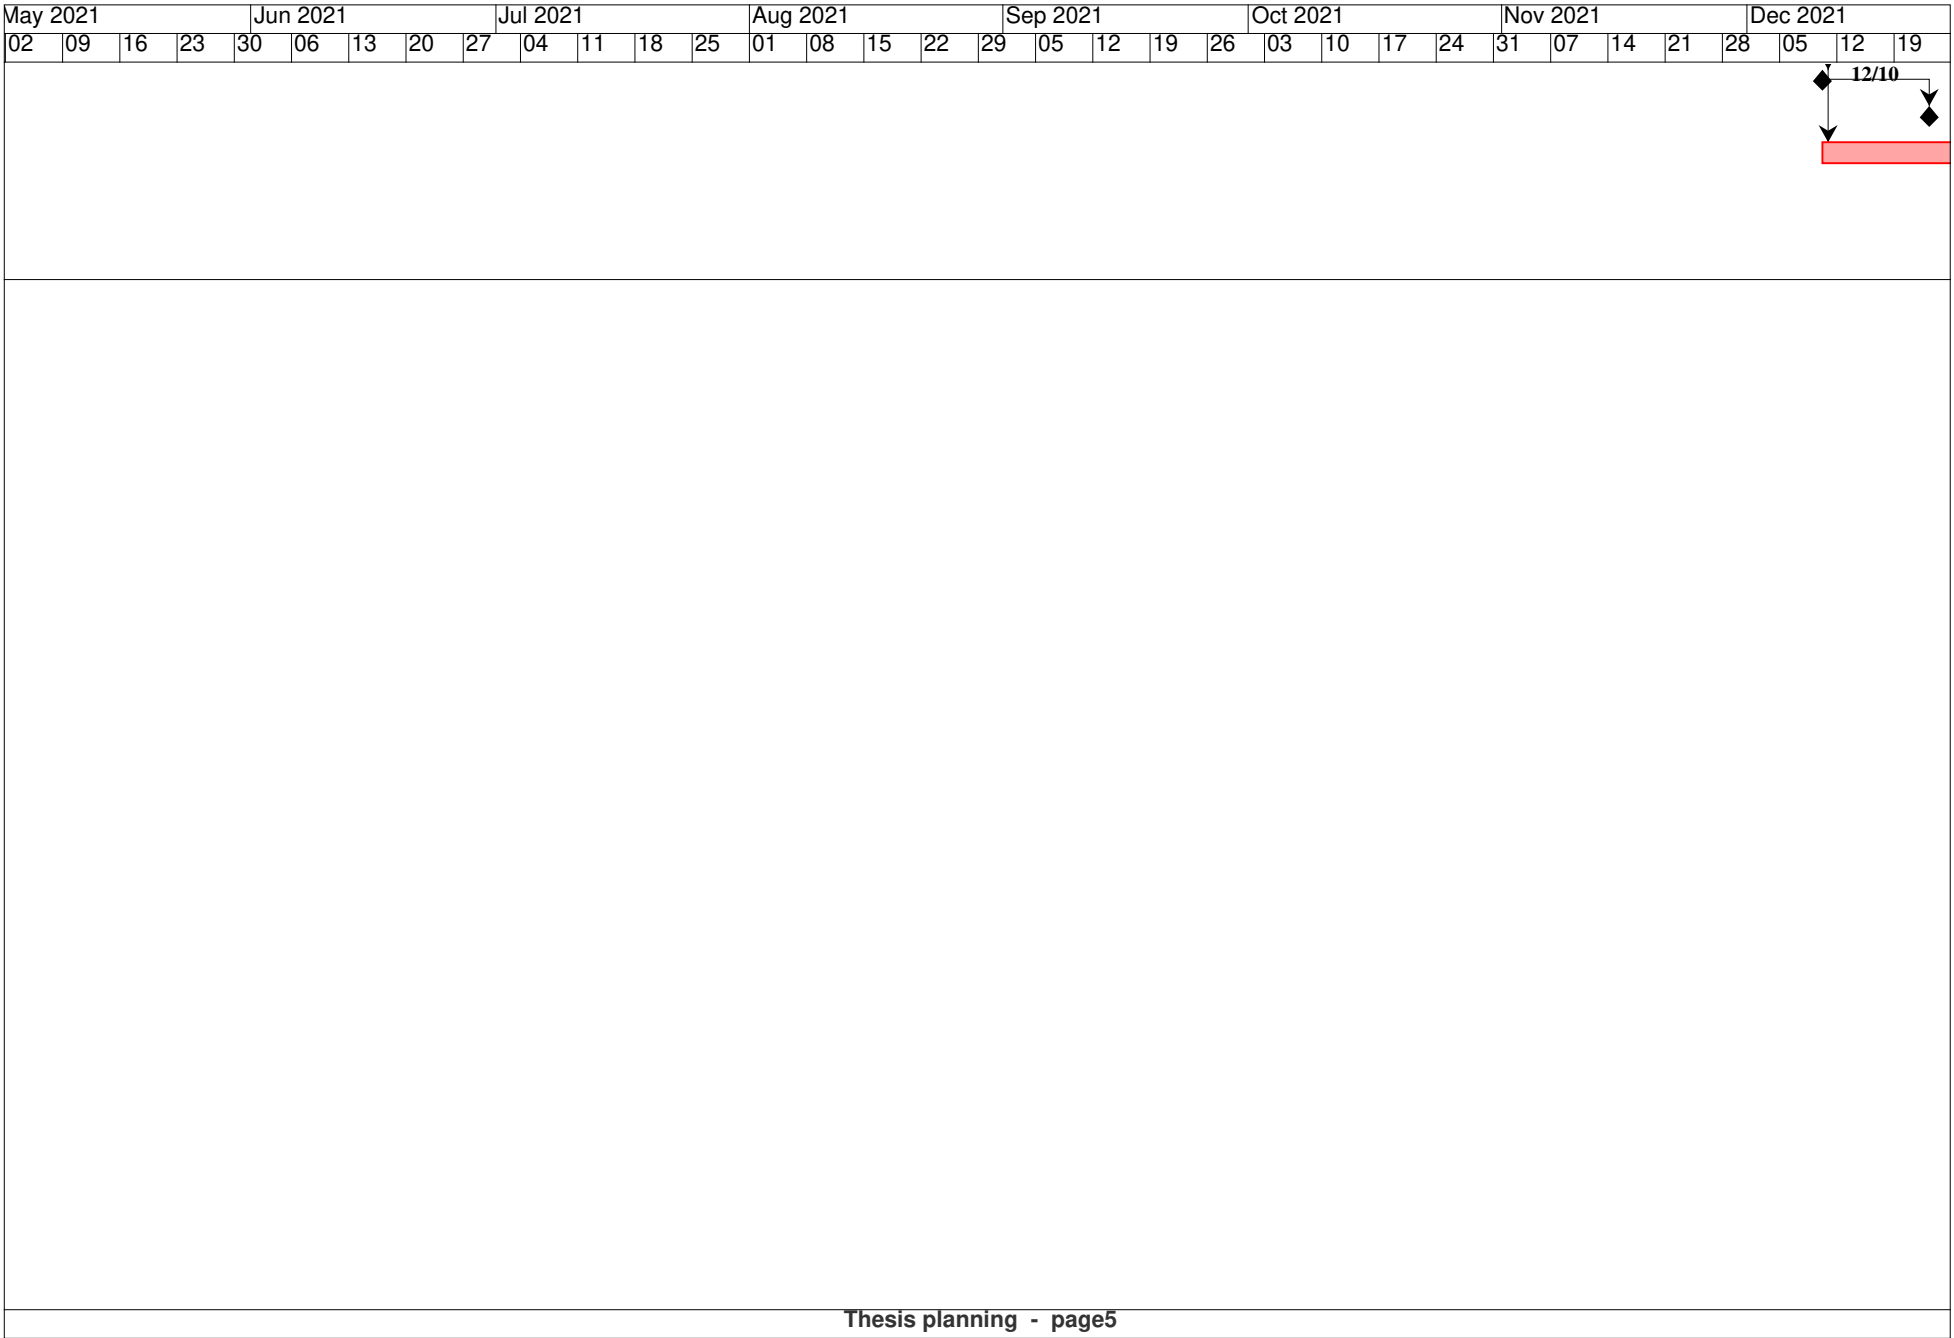 May 2021 Jun 2021 Jul 2021 Aug 2021 Sep 2021 Oct 2021 Nov 2021 Dec 2021
02 09 16 23 30 06 13 20 27 04 11 18 25 01 08 15 22 29 05 12 19 26 03 10 17 24 31 07 14 21 28 05 12 19
12/10
Thesis planning - page5